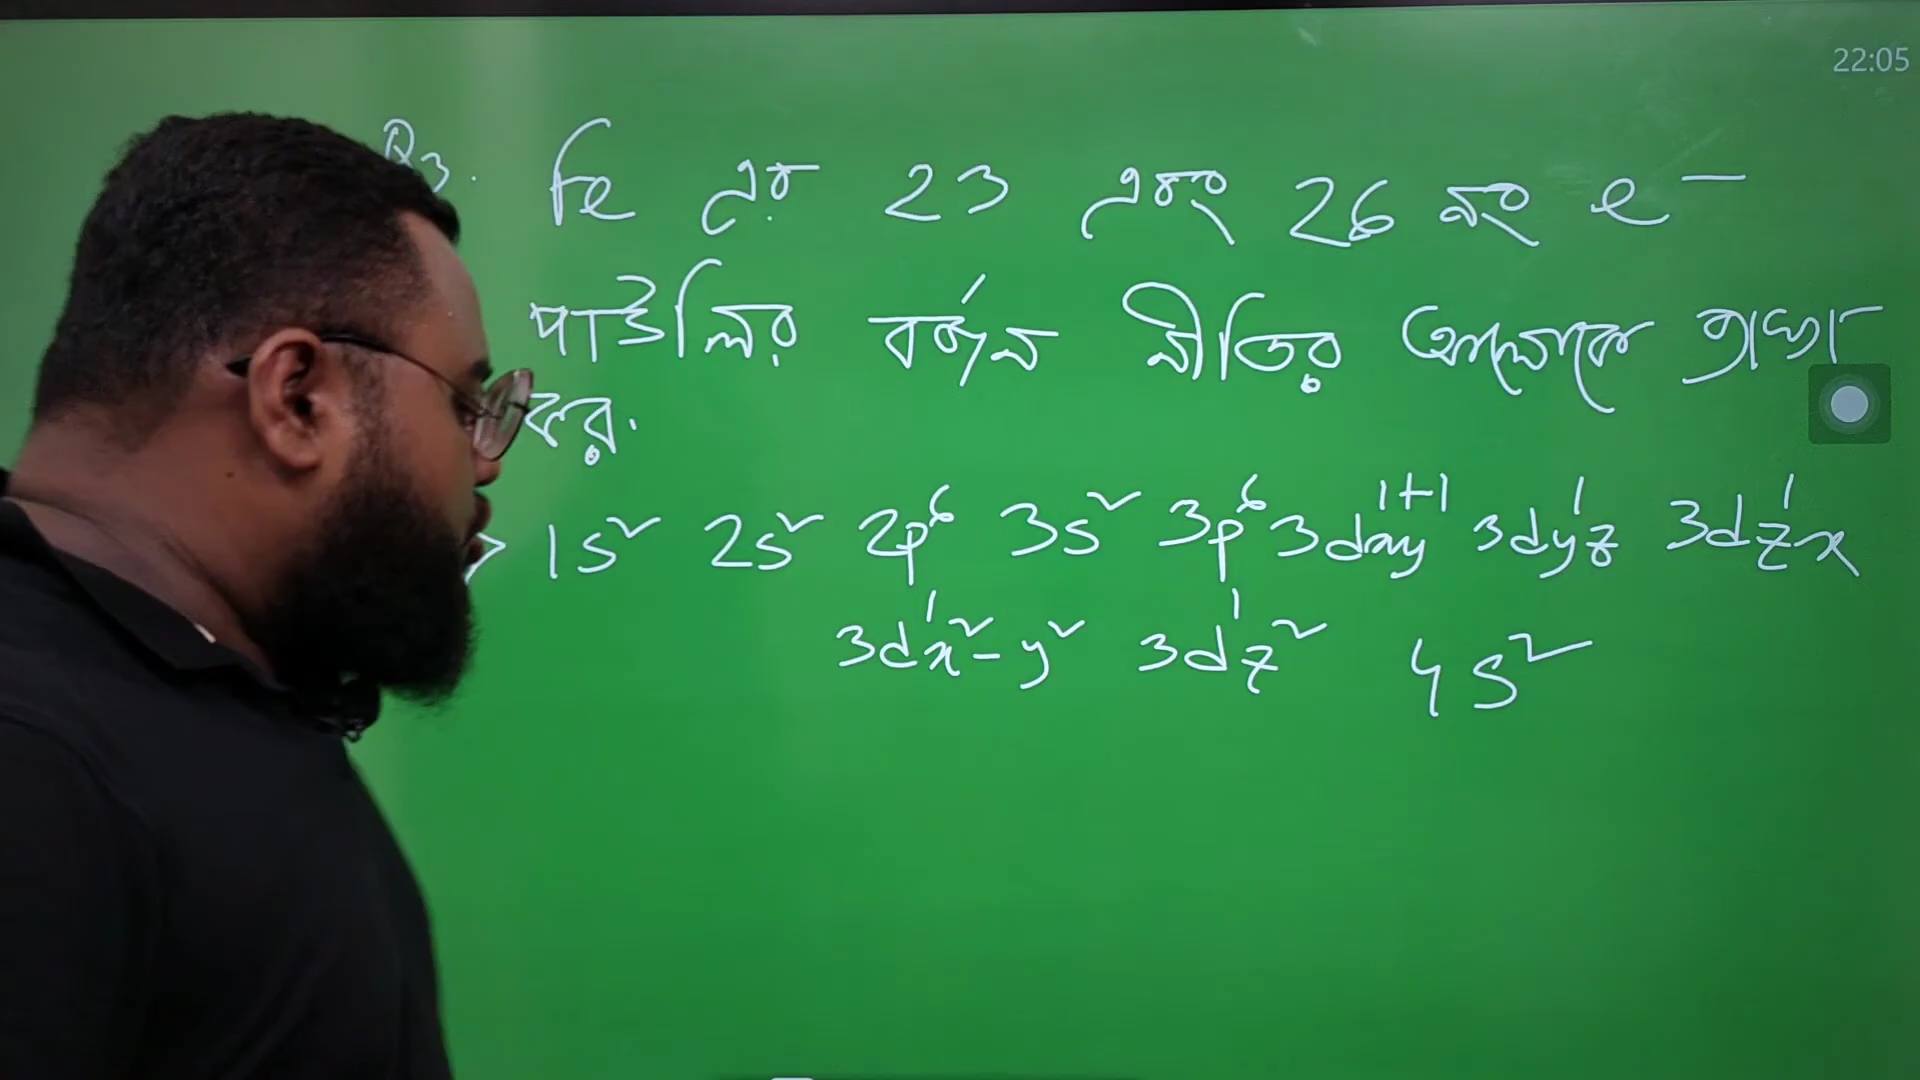 22:05
Q3. Fe এর 23 এবং 26 নং e⁻
পাউলির বর্জন নীতির আলোকে ব্যাখ্যা
কর.
> 1s² 2s² 2p⁶ 3s² 3p⁶ 3dxy¹⁺¹ 3dyz¹ 3dzx¹
3dx²-y²¹ 3dz²¹ 4s²